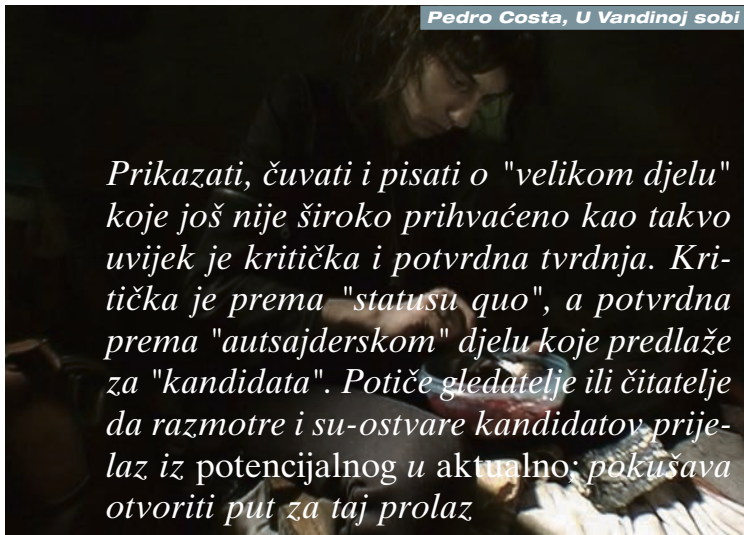 Pedro Costa, U Vandinoj sobi
Prikazati, čuvati i pisati o "velikom djelu"
koje još nije široko prihvaćeno kao takvo
uvijek je kritička i potvrdna tvrdnja. Kri-
tička je prema "statusu quo", a potvrdna
prema "autsajderskom" djelu koje predlaže
za "kandidata". Potiče gledatelje ili čitatelje
da razmotre i su-ostvare kandidatov prije-
laz iz potencijalnog u aktualno; pokušava
otvoriti put za taj prolaz